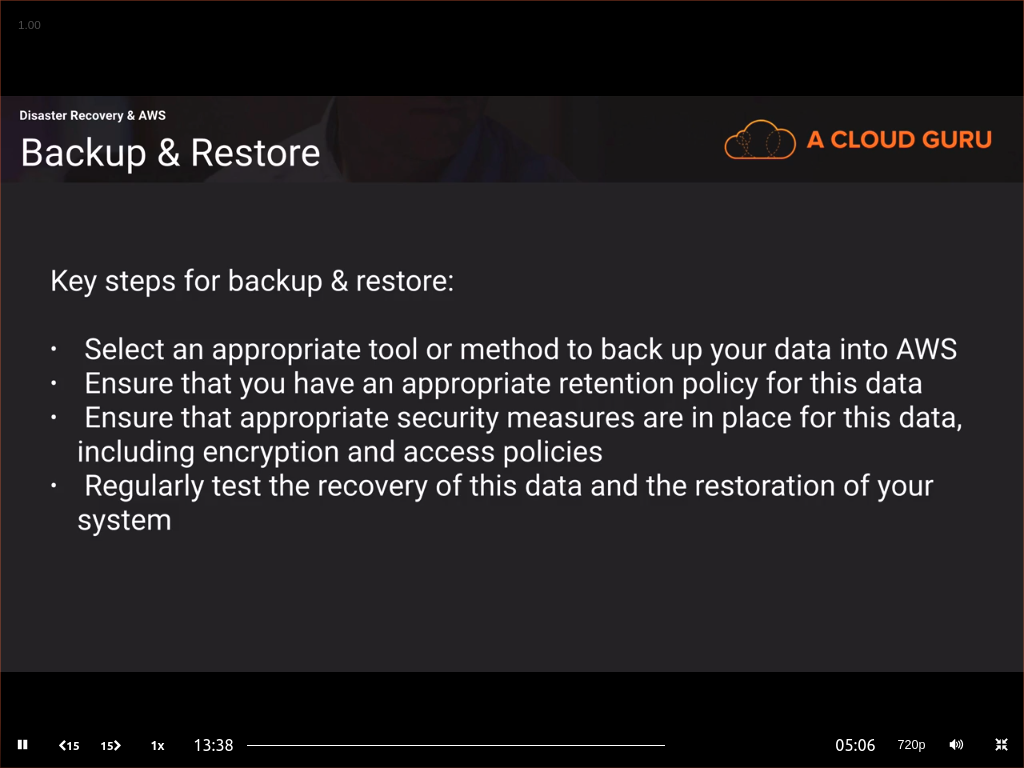 1.00
Disaster Recovery & AWS
Backup & Restore
A CLOUD GURU
Key steps for backup & restore:
• Select an appropriate tool or method to back up your data into AWS
• Ensure that you have an appropriate retention policy for this data
• Ensure that appropriate security measures are in place for this data,
including encryption and access policies
• Regularly test the recovery of this data and the restoration of your
system
15 15 1x 13:38 05:06 720p